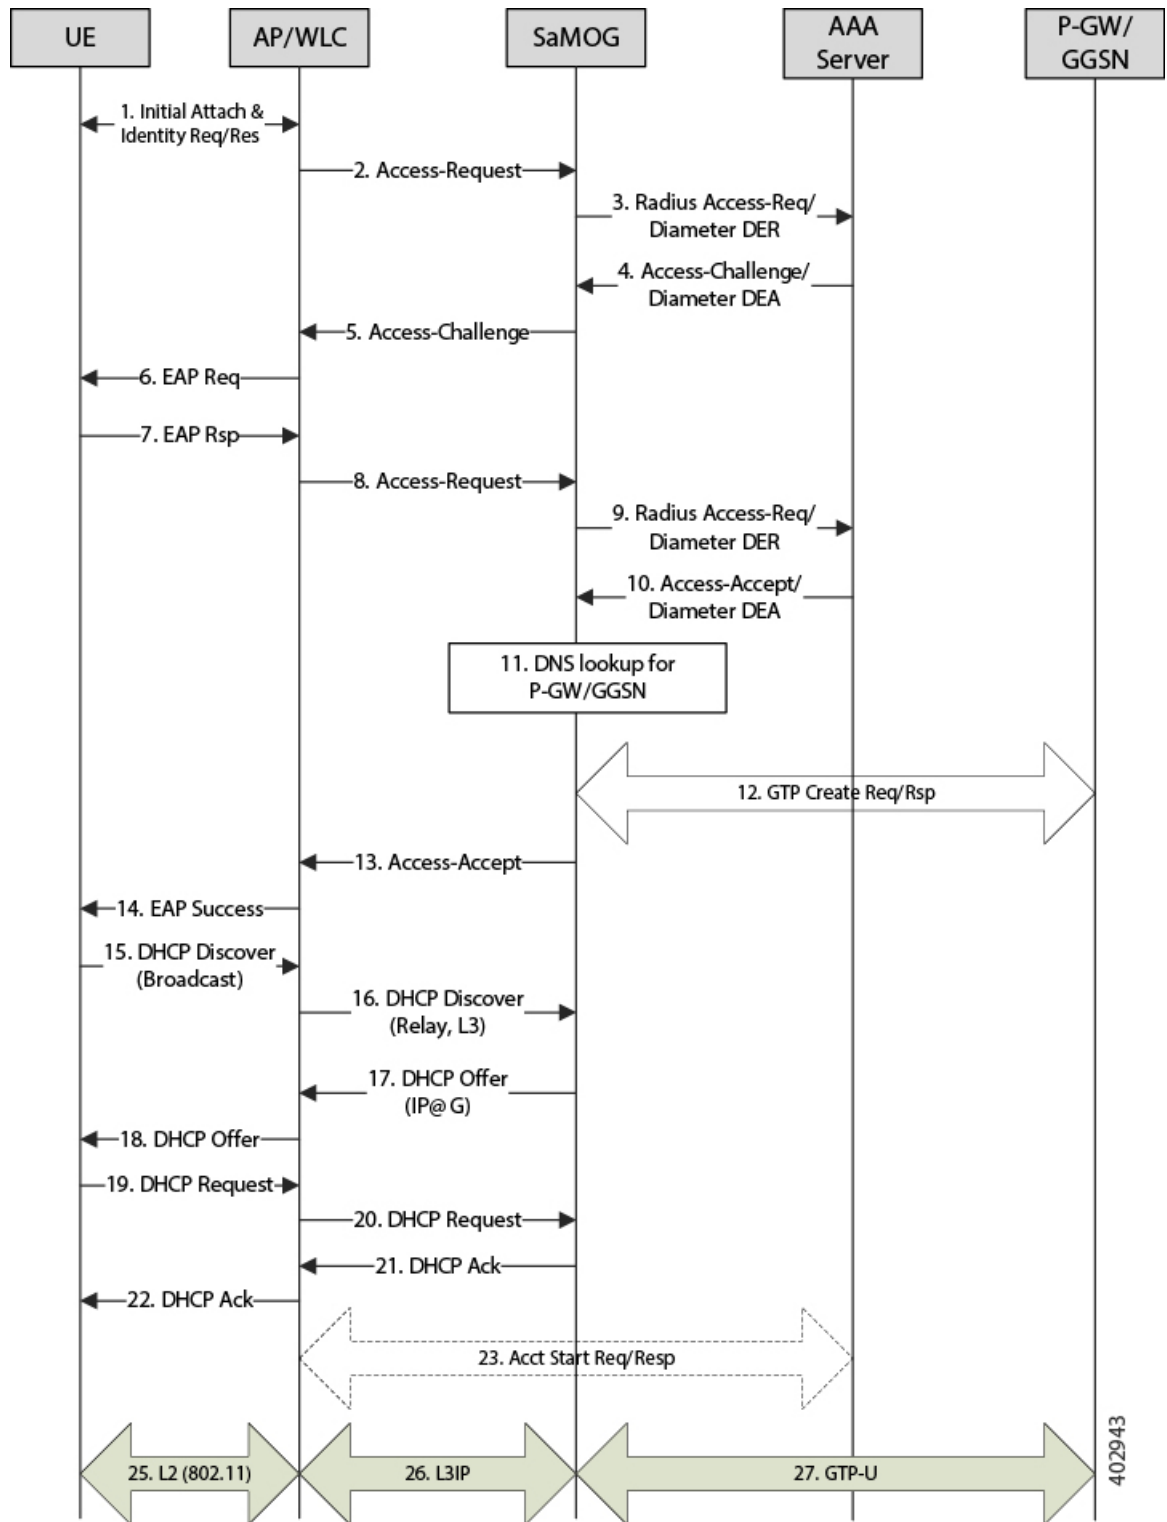 UE
AP/WLC
SaMOG
AAA
Server
P-GW/
GGSN
1. Initial Attach &
Identity Req/Res
2. Access-Request
3. Radius Access-Req/
Diameter DER
4. Access-Challenge/
Diameter DEA
5. Access-Challenge
6. EAP Req
7. EAP Rsp
8. Access-Request
9. Radius Access-Req/
Diameter DER
10. Access-Accept/
Diameter DEA
11. DNS lookup for
P-GW/GGSN
12. GTP Create Req/Rsp
13. Access-Accept
14. EAP Success
15. DHCP Discover
(Broadcast)
16. DHCP Discover
(Relay, L3)
17. DHCP Offer
(IP@ G)
18. DHCP Offer
19. DHCP Request
20. DHCP Request
21. DHCP Ack
22. DHCP Ack
23. Acct Start Req/Resp
25. L2 (802.11)
26. L3IP
27. GTP-U
402943